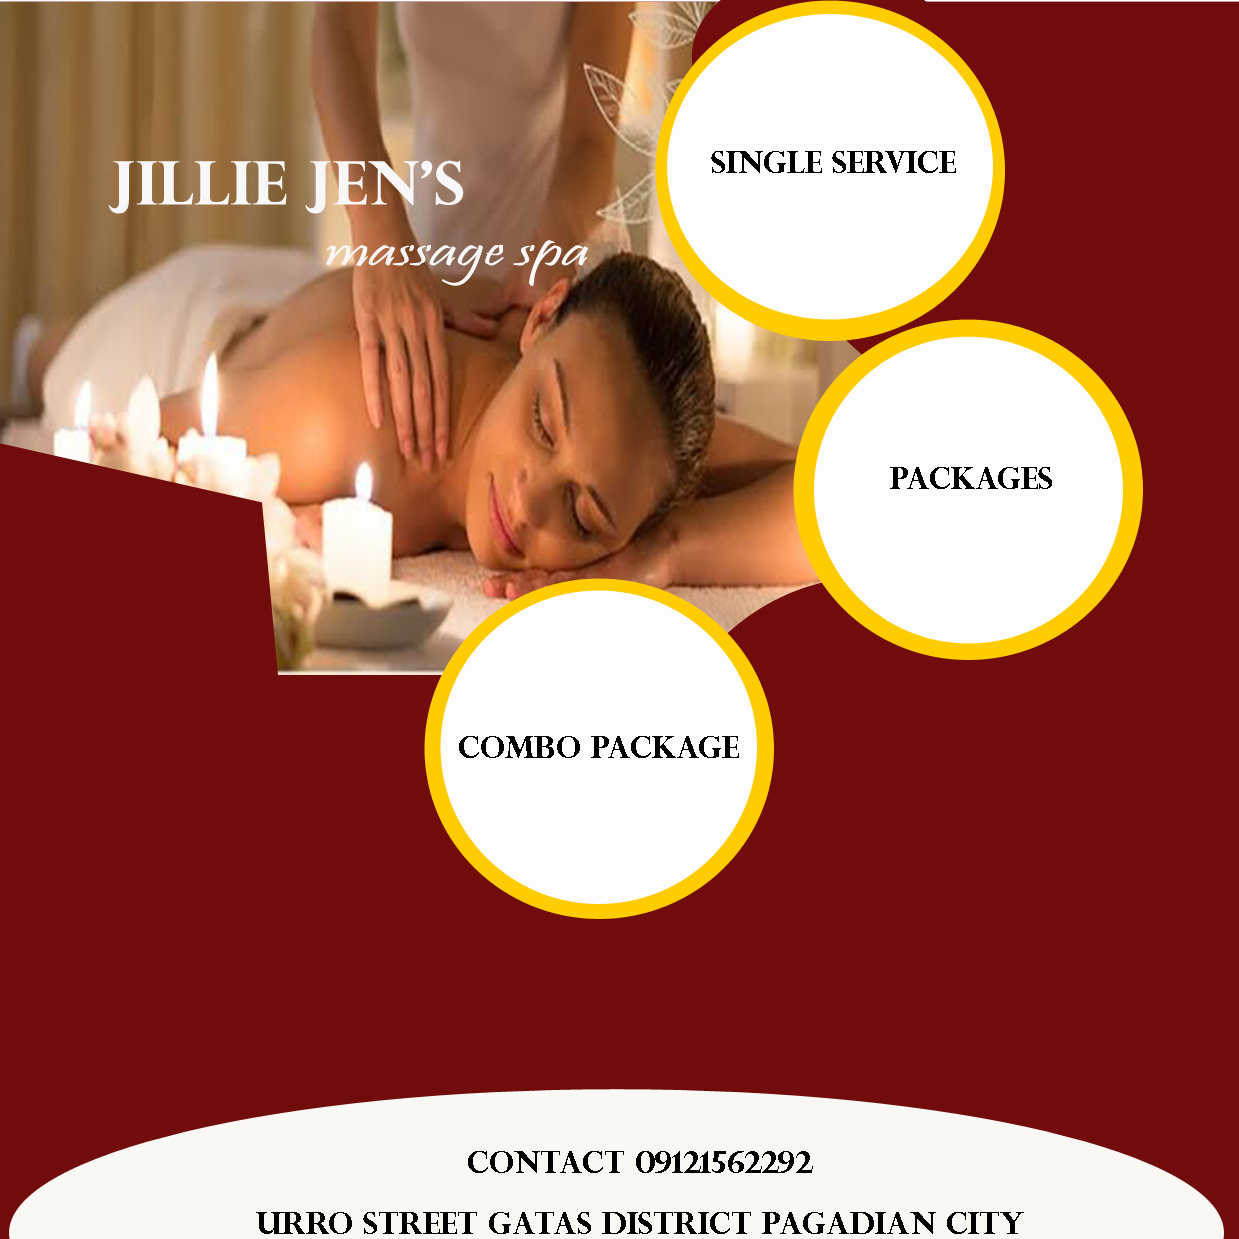 JILLIE JEN'S
massage spa
SINGLE SERVICE
PACKAGES
COMBO PACKAGE
CONTACT 09121562292
URRO STREET GATAS DISTRICT PAGADIAN CITY